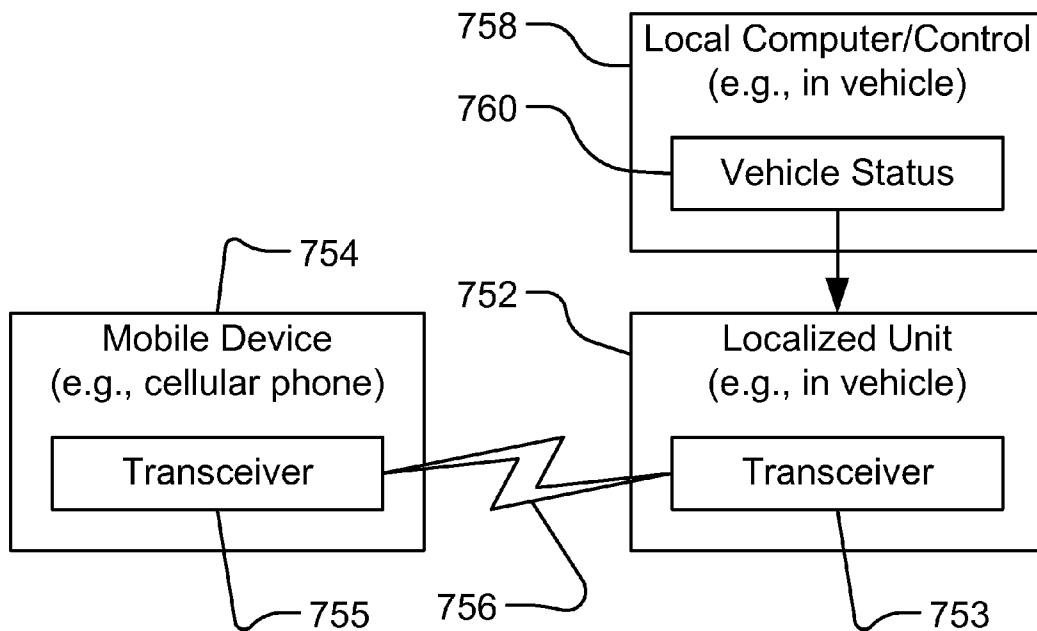 758
Local Computer/Control
(e.g., in vehicle)
760
Vehicle Status
754
752
Mobile Device
(e.g., cellular phone)
Localized Unit
(e.g., in vehicle)
Transceiver
Transceiver
755
756
753